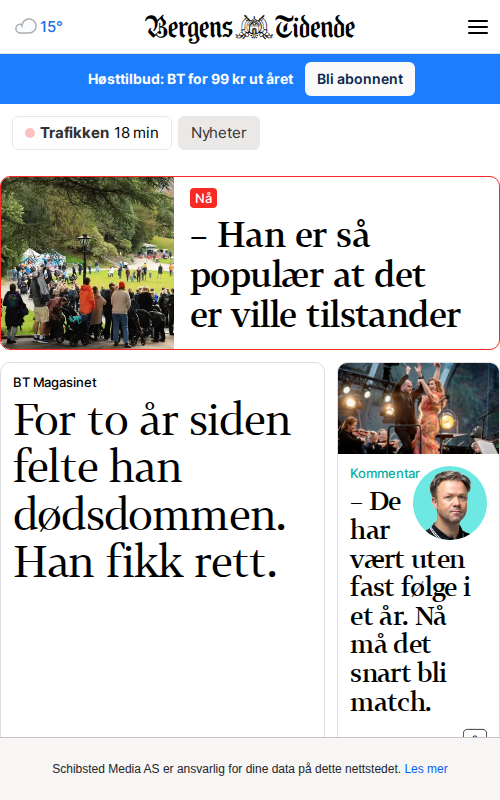 15°
Bergens Tidende
Høsttilbud: BT for 99 kr ut året
Bli abonnent
Trafikken 18 min
Nyheter
Nå
– Han er så
populær at det
er ville tilstander
BT Magasinet
For to år siden
felte han
dødsdommen.
Han fikk rett.
Kommentar
– De
har
vært uten
fast følge i
et år. Nå
må det
snart bli
match.
Schibsted Media AS er ansvarlig for dine data på dette nettstedet. Les mer